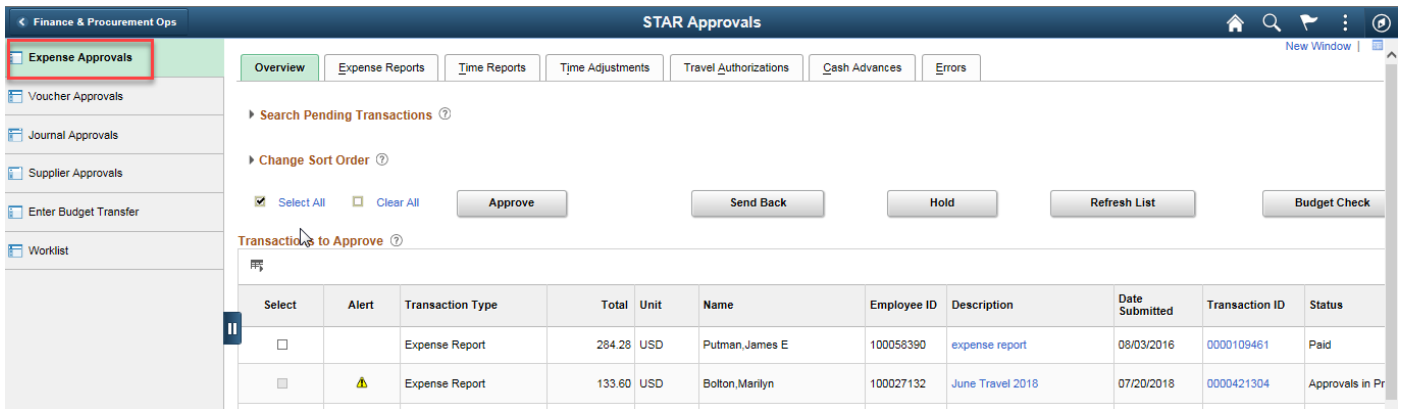 Finance & Procurement Ops
STAR Approvals
New Window |
Expense Approvals
Voucher Approvals
Journal Approvals
Supplier Approvals
Enter Budget Transfer
Worklist
Overview Expense Reports Time Reports Time Adjustments Travel Authorizations Cash Advances Errors
Search Pending Transactions ?
Change Sort Order ?
Select All Clear All Approve Send Back Hold Refresh List Budget Check
Transactions to Approve ?
Select Alert Transaction Type Total Unit Name Employee ID Description Date Submitted Transaction ID Status
Expense Report 284.28 USD Putman,James E 100058390 expense report 08/03/2016 0000109461 Paid
Expense Report 133.60 USD Bolton,Marilyn 100027132 June Travel 2018 07/20/2018 0000421304 Approvals in Pr